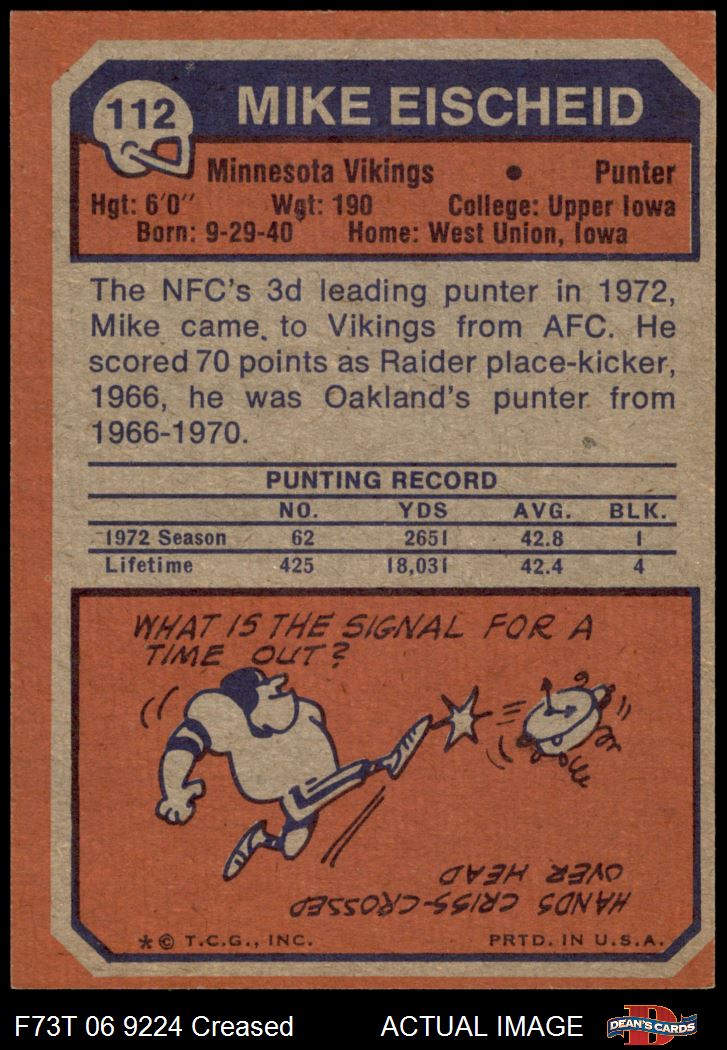 112
MIKE EISCHEID
Minnesota Vikings • Punter
Hgt: 6'0" Wgt: 190 College: Upper Iowa
Born: 9-29-40 Home: West Union, Iowa
The NFC's 3d leading punter in 1972,
Mike came to Vikings from AFC. He
scored 70 points as Raider place-kicker,
1966, he was Oakland's punter from
1966-1970.
PUNTING RECORD
NO. YDS AVG. BLK.
1972 Season 62 2651 42.8 1
Lifetime 425 18,031 42.4 4
WHAT IS THE SIGNAL FOR A
TIME OUT?
HANDS CRISS-CROSSED
OVER HEAD
*© T.C.G., INC. PRTD. IN U.S.A.
F73T 06 9224 Creased ACTUAL IMAGE
D
DEAN'S CARDS